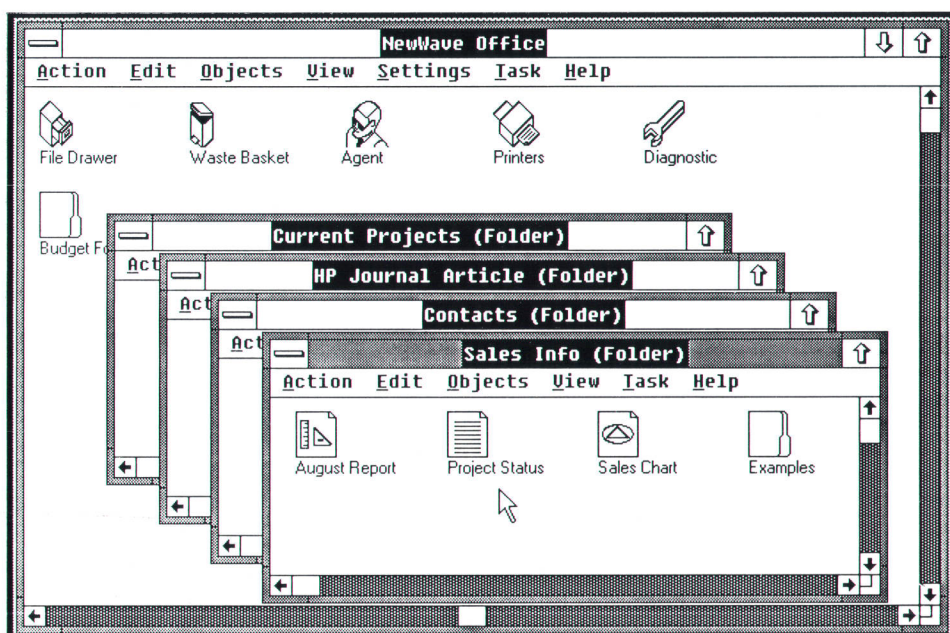 NewWave Office
Action Edit Objects View Settings Task Help
File Drawer Waste Basket Agent Printers Diagnostic
Budget Fo
Current Projects (Folder)
Act
HP Journal Article (Folder)
Act
Contacts (Folder)
Act
Sales Info (Folder)
Action Edit Objects View Task Help
August Report Project Status Sales Chart Examples